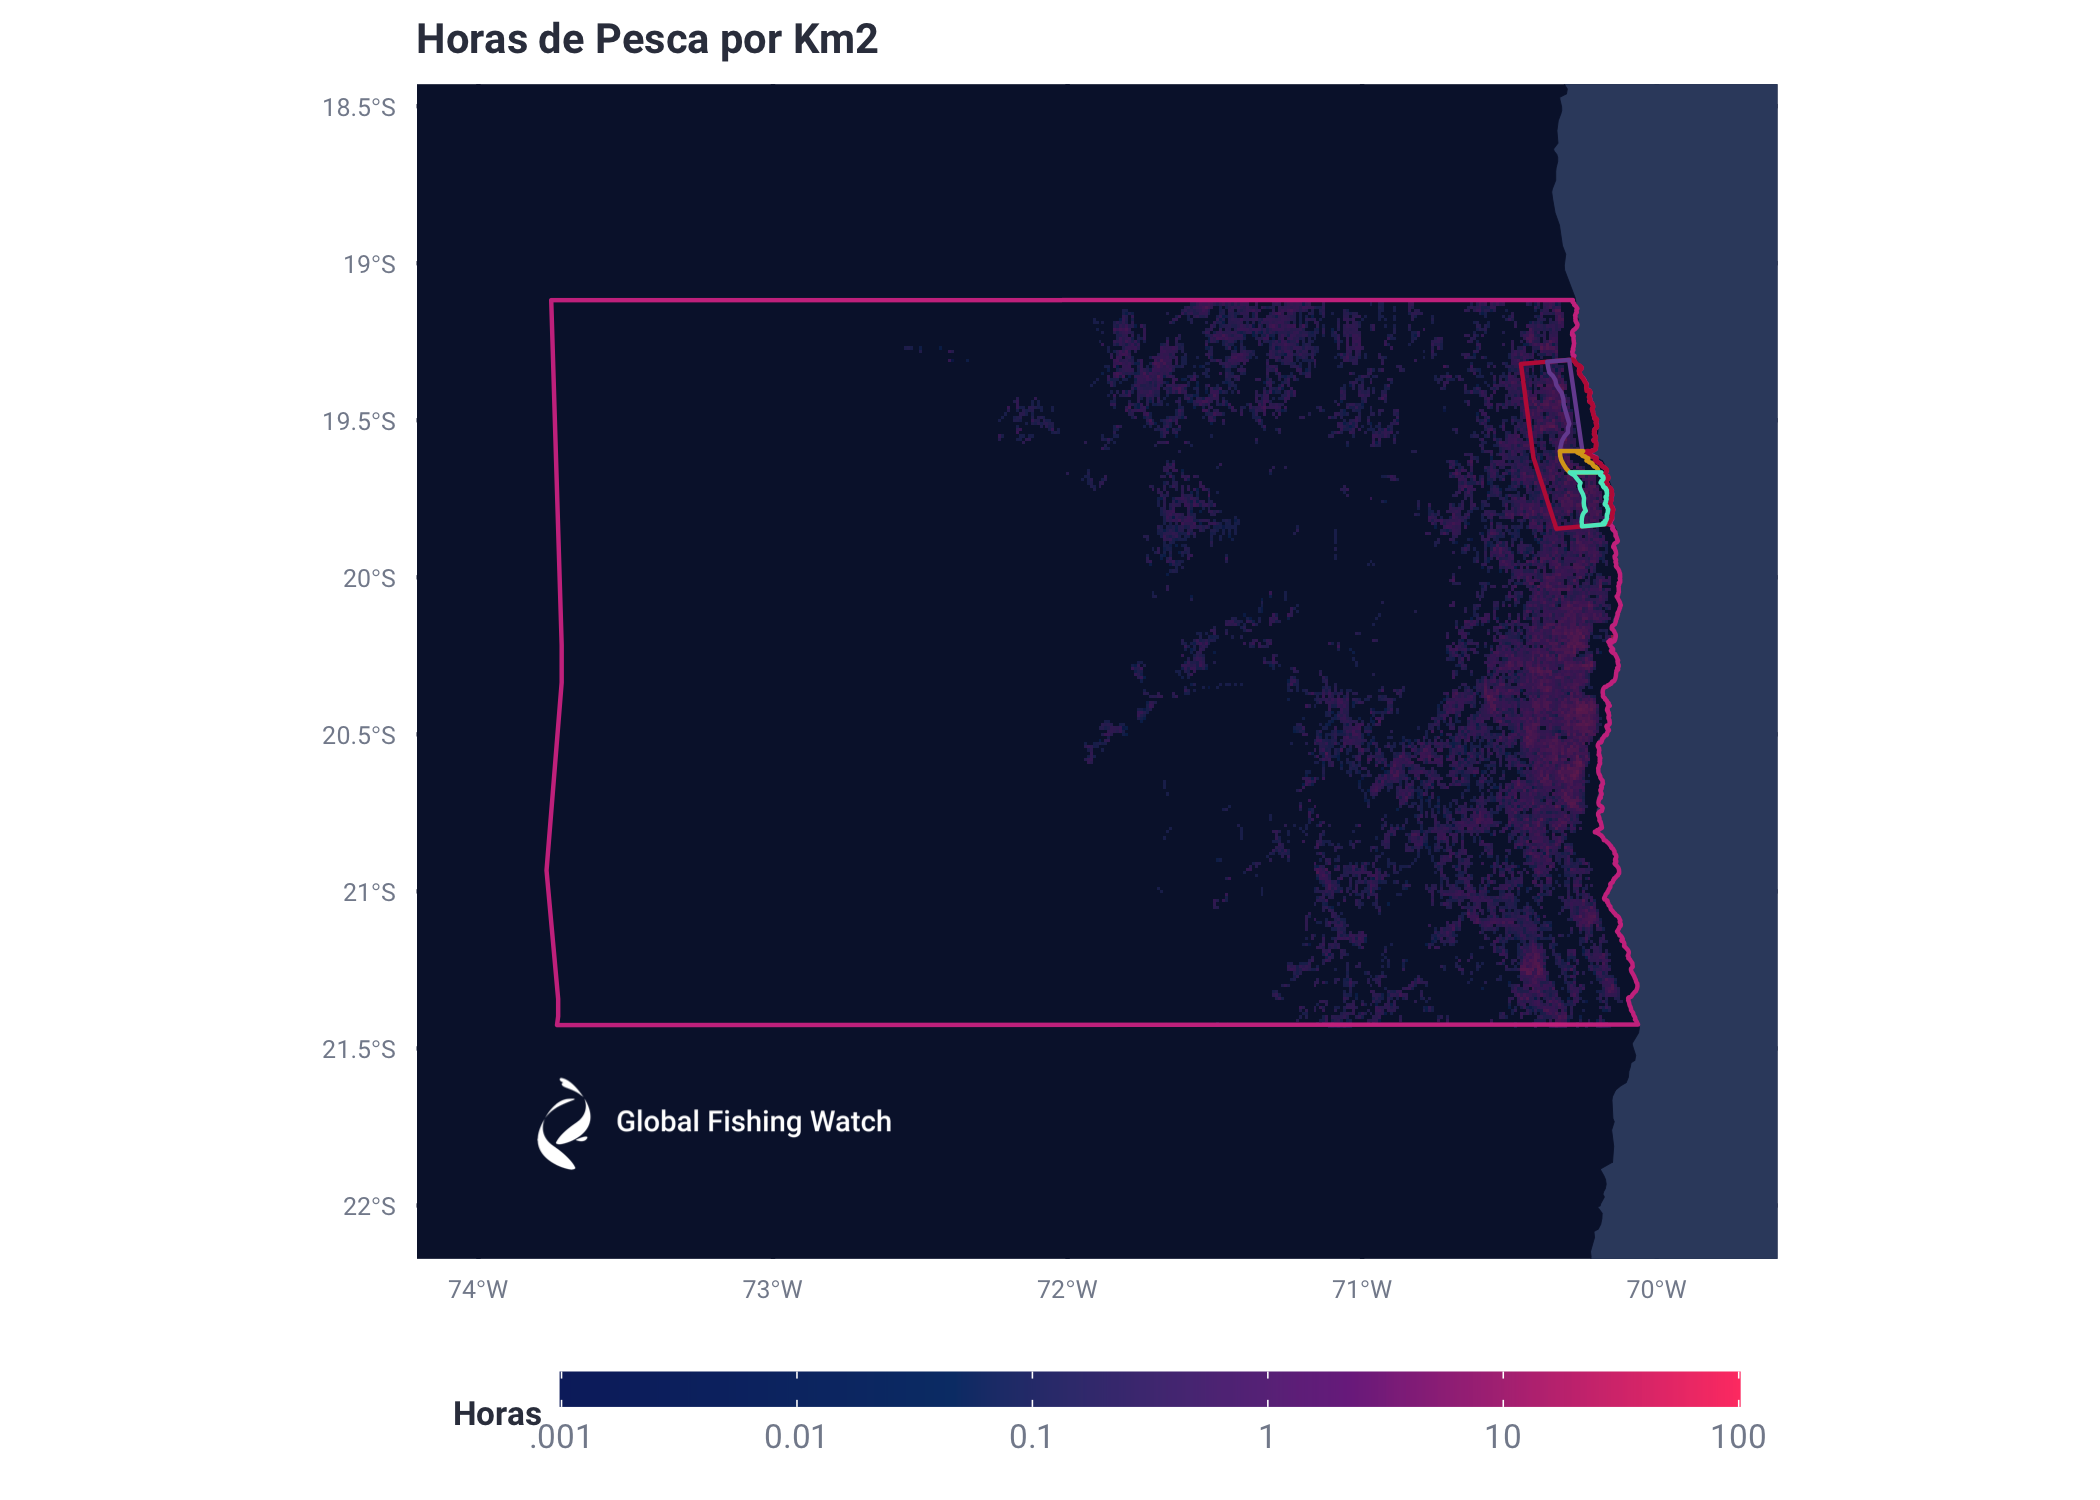 Horas de Pesca por Km2
18.5°S
19°S
19.5°S
20°S
20.5°S
21°S
21.5°S
22°S
Global Fishing Watch
74°W 73°W 72°W 71°W 70°W
Horas
.001 0.01 0.1 1 10 100